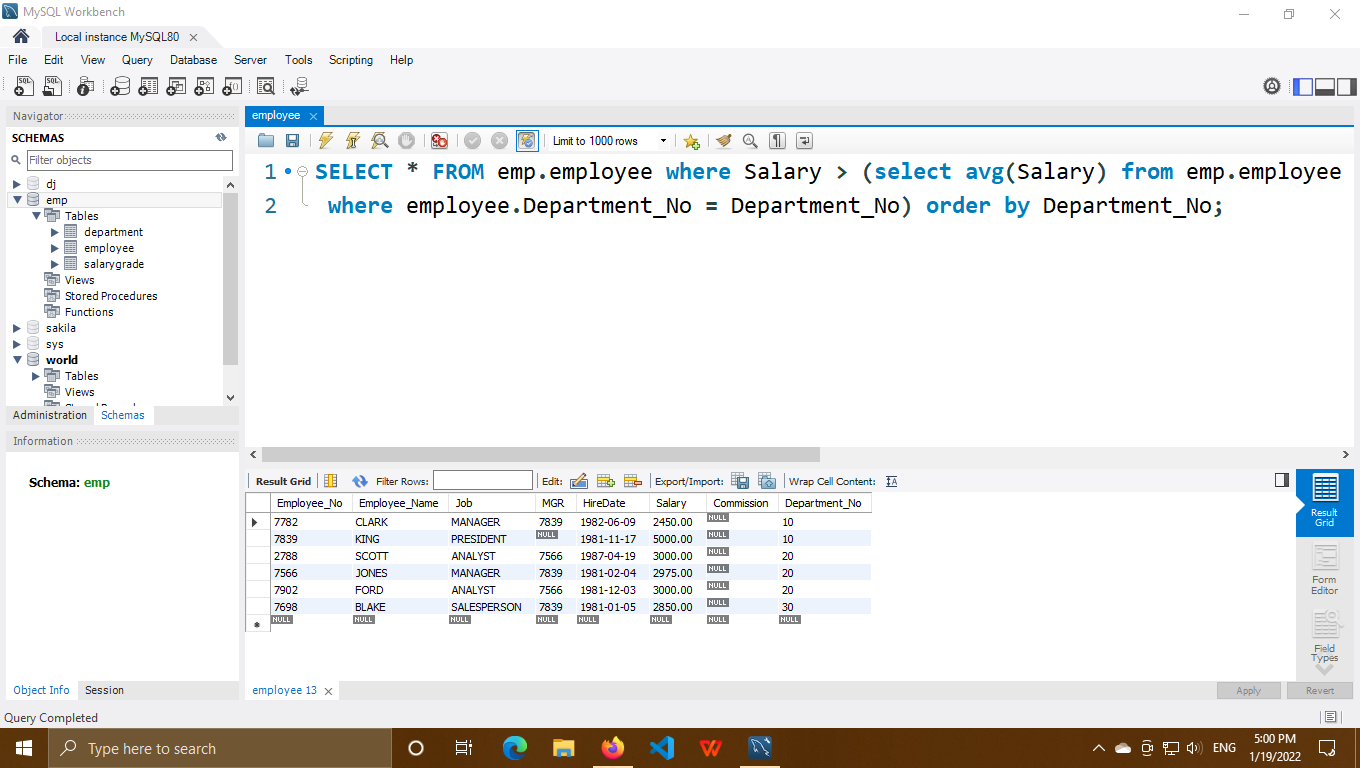 MySQL Workbench
Local instance MySQL80
File Edit View Query Database Server Tools Scripting Help
Navigator
SCHEMAS
Filter objects
dj
emp
Tables
department
employee
salarygrade
Views
Stored Procedures
Functions
sakila
sys
world
Tables
Views
Administration Schemas
Information
Schema: emp
Object Info Session
employee
Limit to 1000 rows
1 SELECT * FROM emp.employee where Salary > (select avg(Salary) from emp.employee
2 where employee.Department_No = Department_No) order by Department_No;
Result Grid Filter Rows: Edit: Export/Import: Wrap Cell Content:
Employee_No Employee_Name Job MGR HireDate Salary Commission Department_No
7782 CLARK MANAGER 7839 1982-06-09 2450.00 NULL 10
7839 KING PRESIDENT NULL 1981-11-17 5000.00 NULL 10
2788 SCOTT ANALYST 7566 1987-04-19 3000.00 NULL 20
7566 JONES MANAGER 7839 1981-02-04 2975.00 NULL 20
7902 FORD ANALYST 7566 1981-12-03 3000.00 NULL 20
7698 BLAKE SALESPERSON 7839 1981-01-05 2850.00 NULL 30
NULL NULL NULL NULL NULL NULL NULL NULL
Result
Grid
Form
Editor
Field
Types
employee 13
Apply Revert
Query Completed
Type here to search
ENG
5:00 PM
1/19/2022